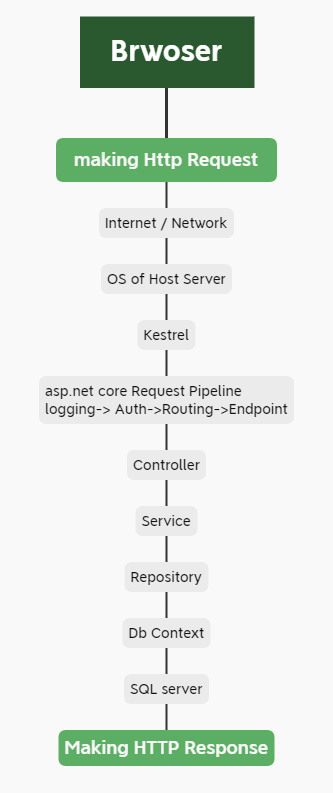 Brwoser
making Http Request
Internet / Network
OS of Host Server
Kestrel
asp.net core Request Pipeline
logging-> Auth->Routing->Endpoint
Controller
Service
Repository
Db Context
SQL server
Making HTTP Response